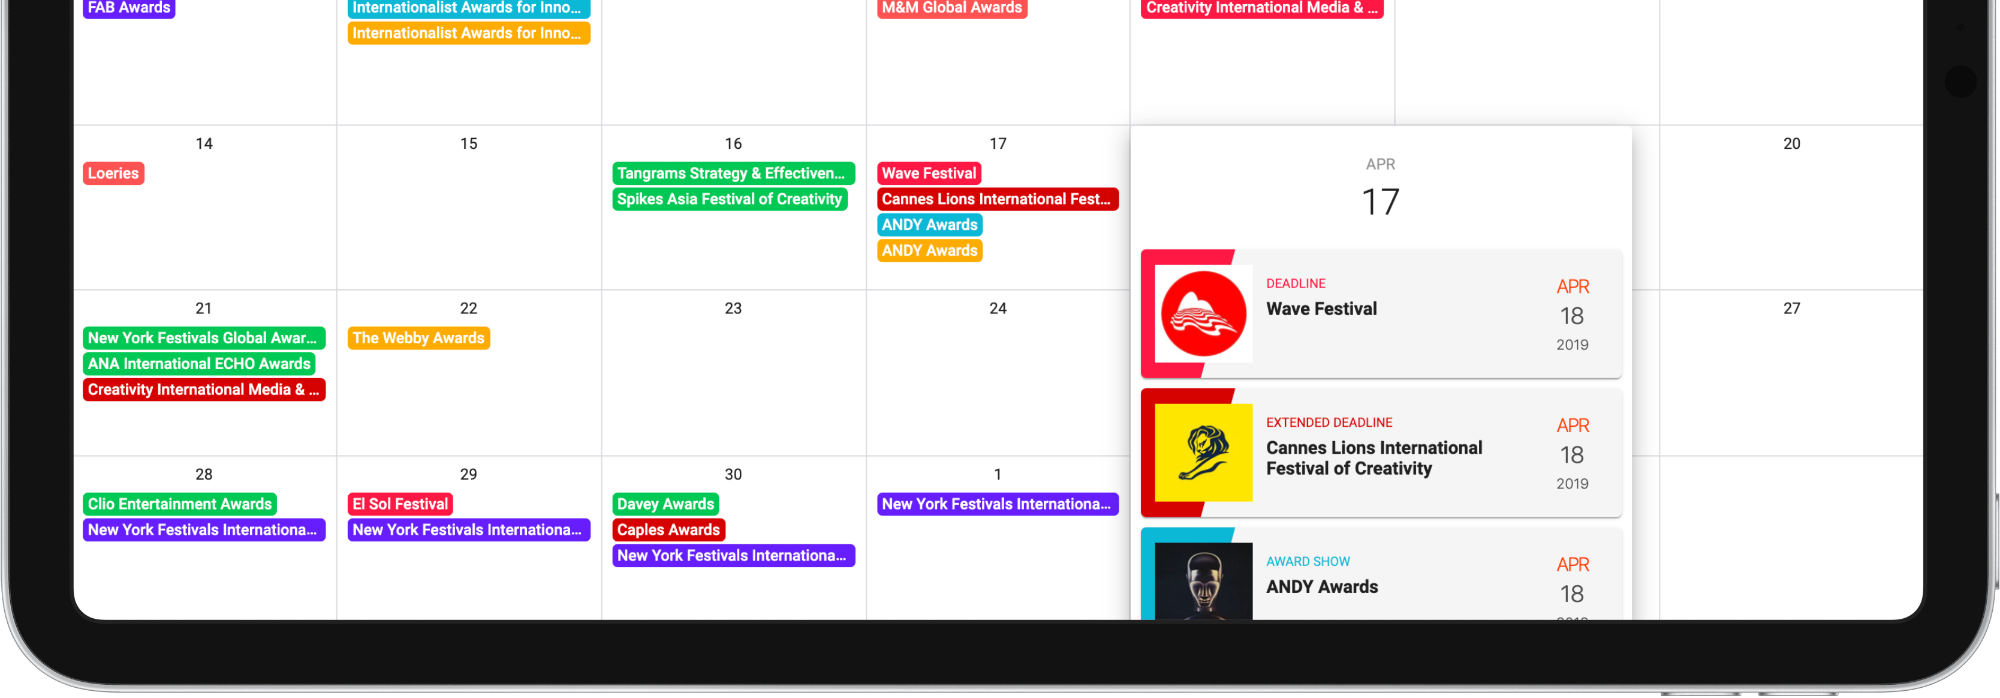 FAB Awards
Internationalist Awards for Inno...
Internationalist Awards for Inno...
M&M Global Awards
Creativity International Media & ...
14
Loeries
15
16
Tangrams Strategy & Effectiven...
Spikes Asia Festival of Creativity
17
Wave Festival
Cannes Lions International Fest...
ANDY Awards
ANDY Awards
20
21
New York Festivals Global Awar...
ANA International ECHO Awards
Creativity International Media & ...
22
The Webby Awards
23
24
27
28
Clio Entertainment Awards
New York Festivals Internationa...
29
El Sol Festival
New York Festivals Internationa...
30
Davey Awards
Caples Awards
New York Festivals Internationa...
1
New York Festivals Internationa...
APR
17
DEADLINE
Wave Festival
APR
18
2019
EXTENDED DEADLINE
Cannes Lions International
Festival of Creativity
APR
18
2019
AWARD SHOW
ANDY Awards
APR
18